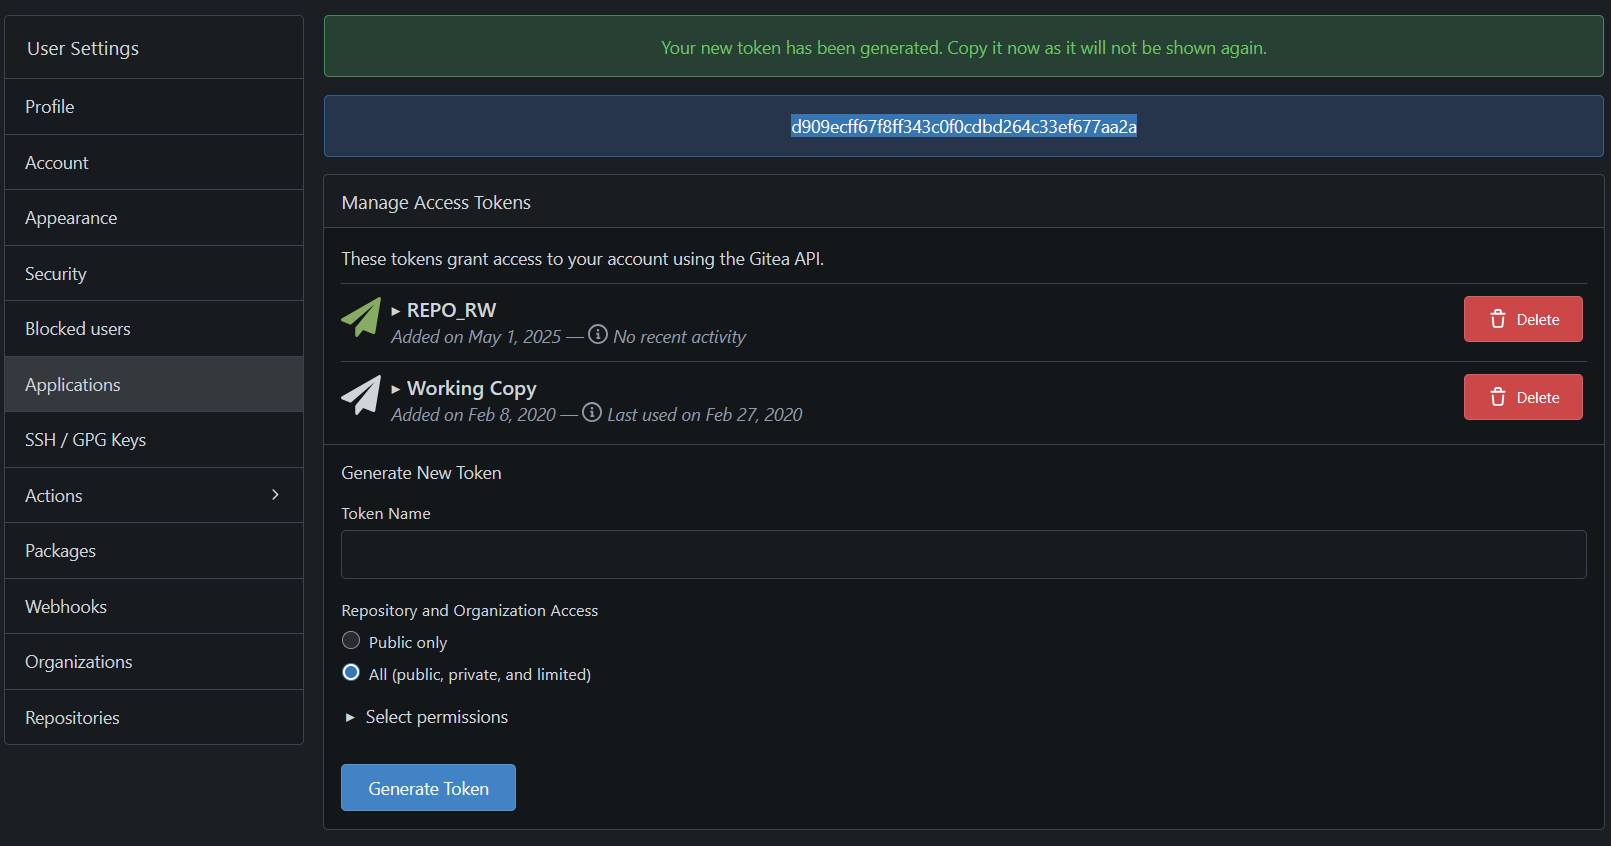 User Settings
Profile
Account
Appearance
Security
Blocked users
Applications
SSH / GPG Keys
Actions
Packages
Webhooks
Organizations
Repositories
Your new token has been generated. Copy it now as it will not be shown again.
d909ecff67f8ff343c0f0cdbd264c33ef677aa2a
Manage Access Tokens
These tokens grant access to your account using the Gitea API.
REPO_RW
Added on May 1, 2025 — No recent activity
Delete
Working Copy
Added on Feb 8, 2020 — Last used on Feb 27, 2020
Delete
Generate New Token
Token Name
Repository and Organization Access
Public only
All (public, private, and limited)
Select permissions
Generate Token